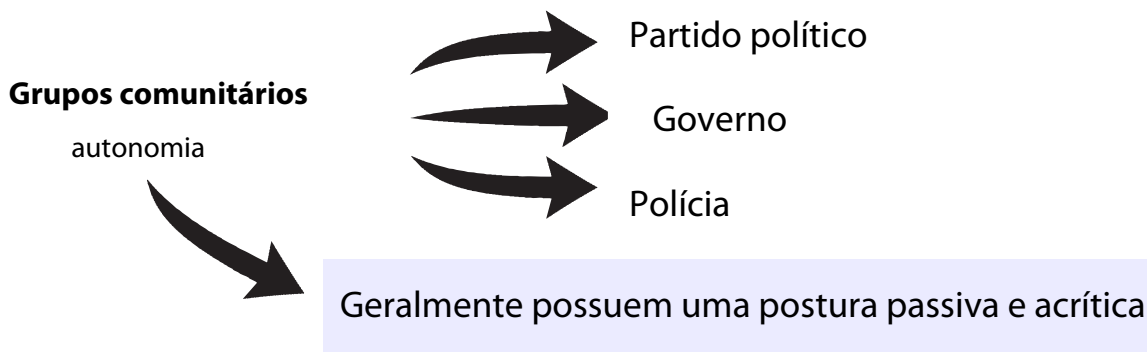 Partido político
Grupos comunitários
Governo
autonomia
Polícia
Geralmente possuem uma postura passiva e acrítica